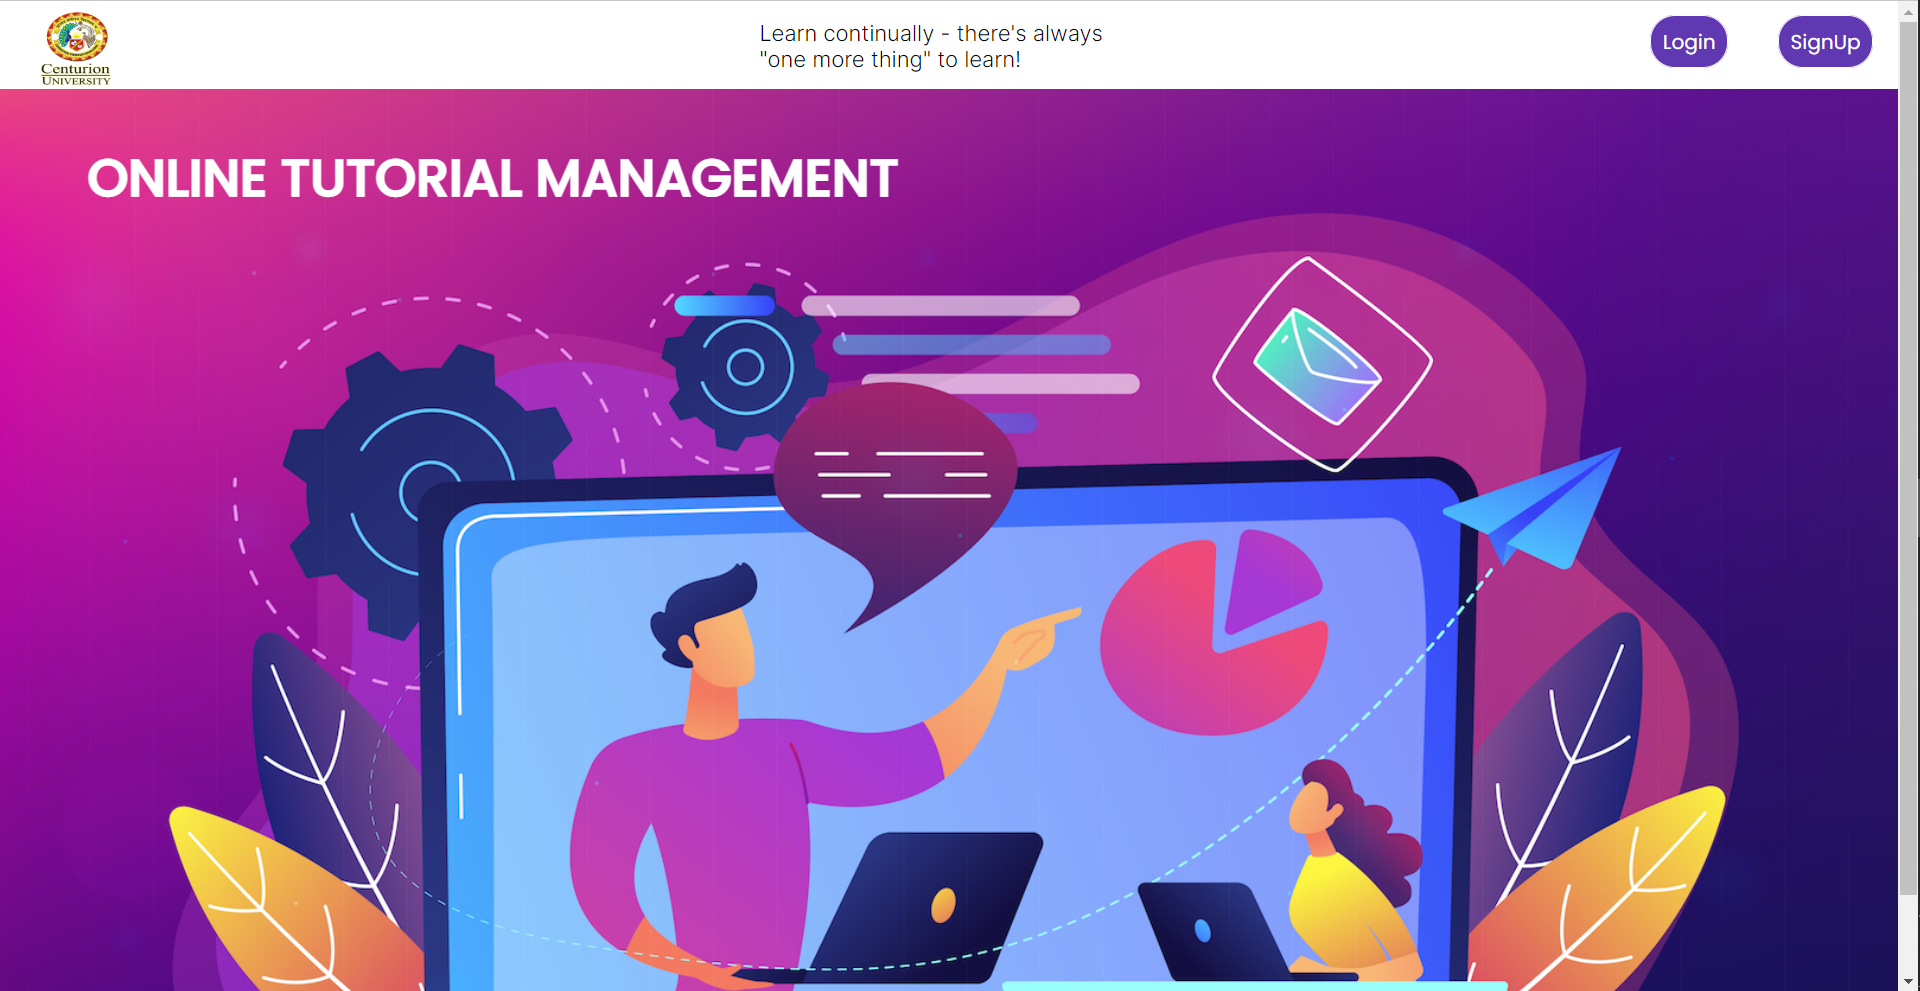 Centurion
UNIVERSITY
Learn continually - there's always
"one more thing" to learn!
Login
SignUp
ONLINE TUTORIAL MANAGEMENT